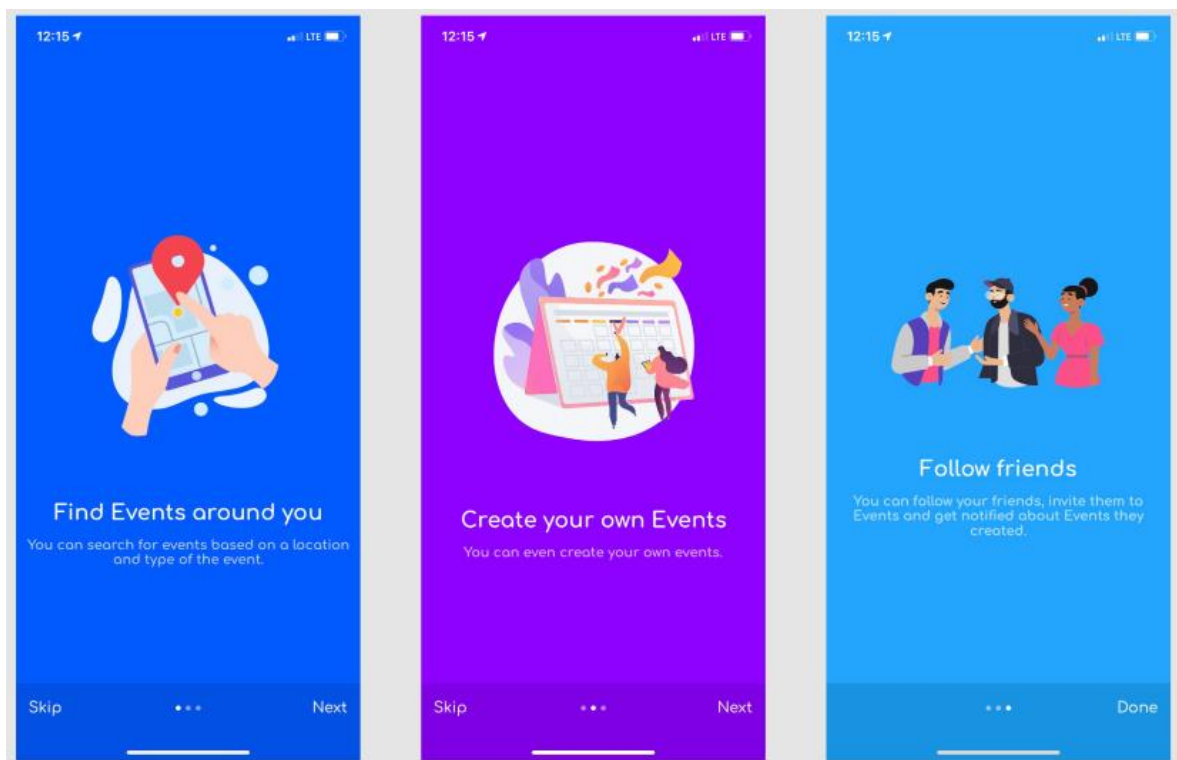 12:15
LTE
Find Events around you
You can search for events based on a location
and type of the event.
Skip
Next
12:15
LTE
Create your own Events
You can even create your own events.
Skip
Next
12:15
LTE
Follow friends
You can follow your friends, invite them to
Events and get notified about Events they
created.
Done